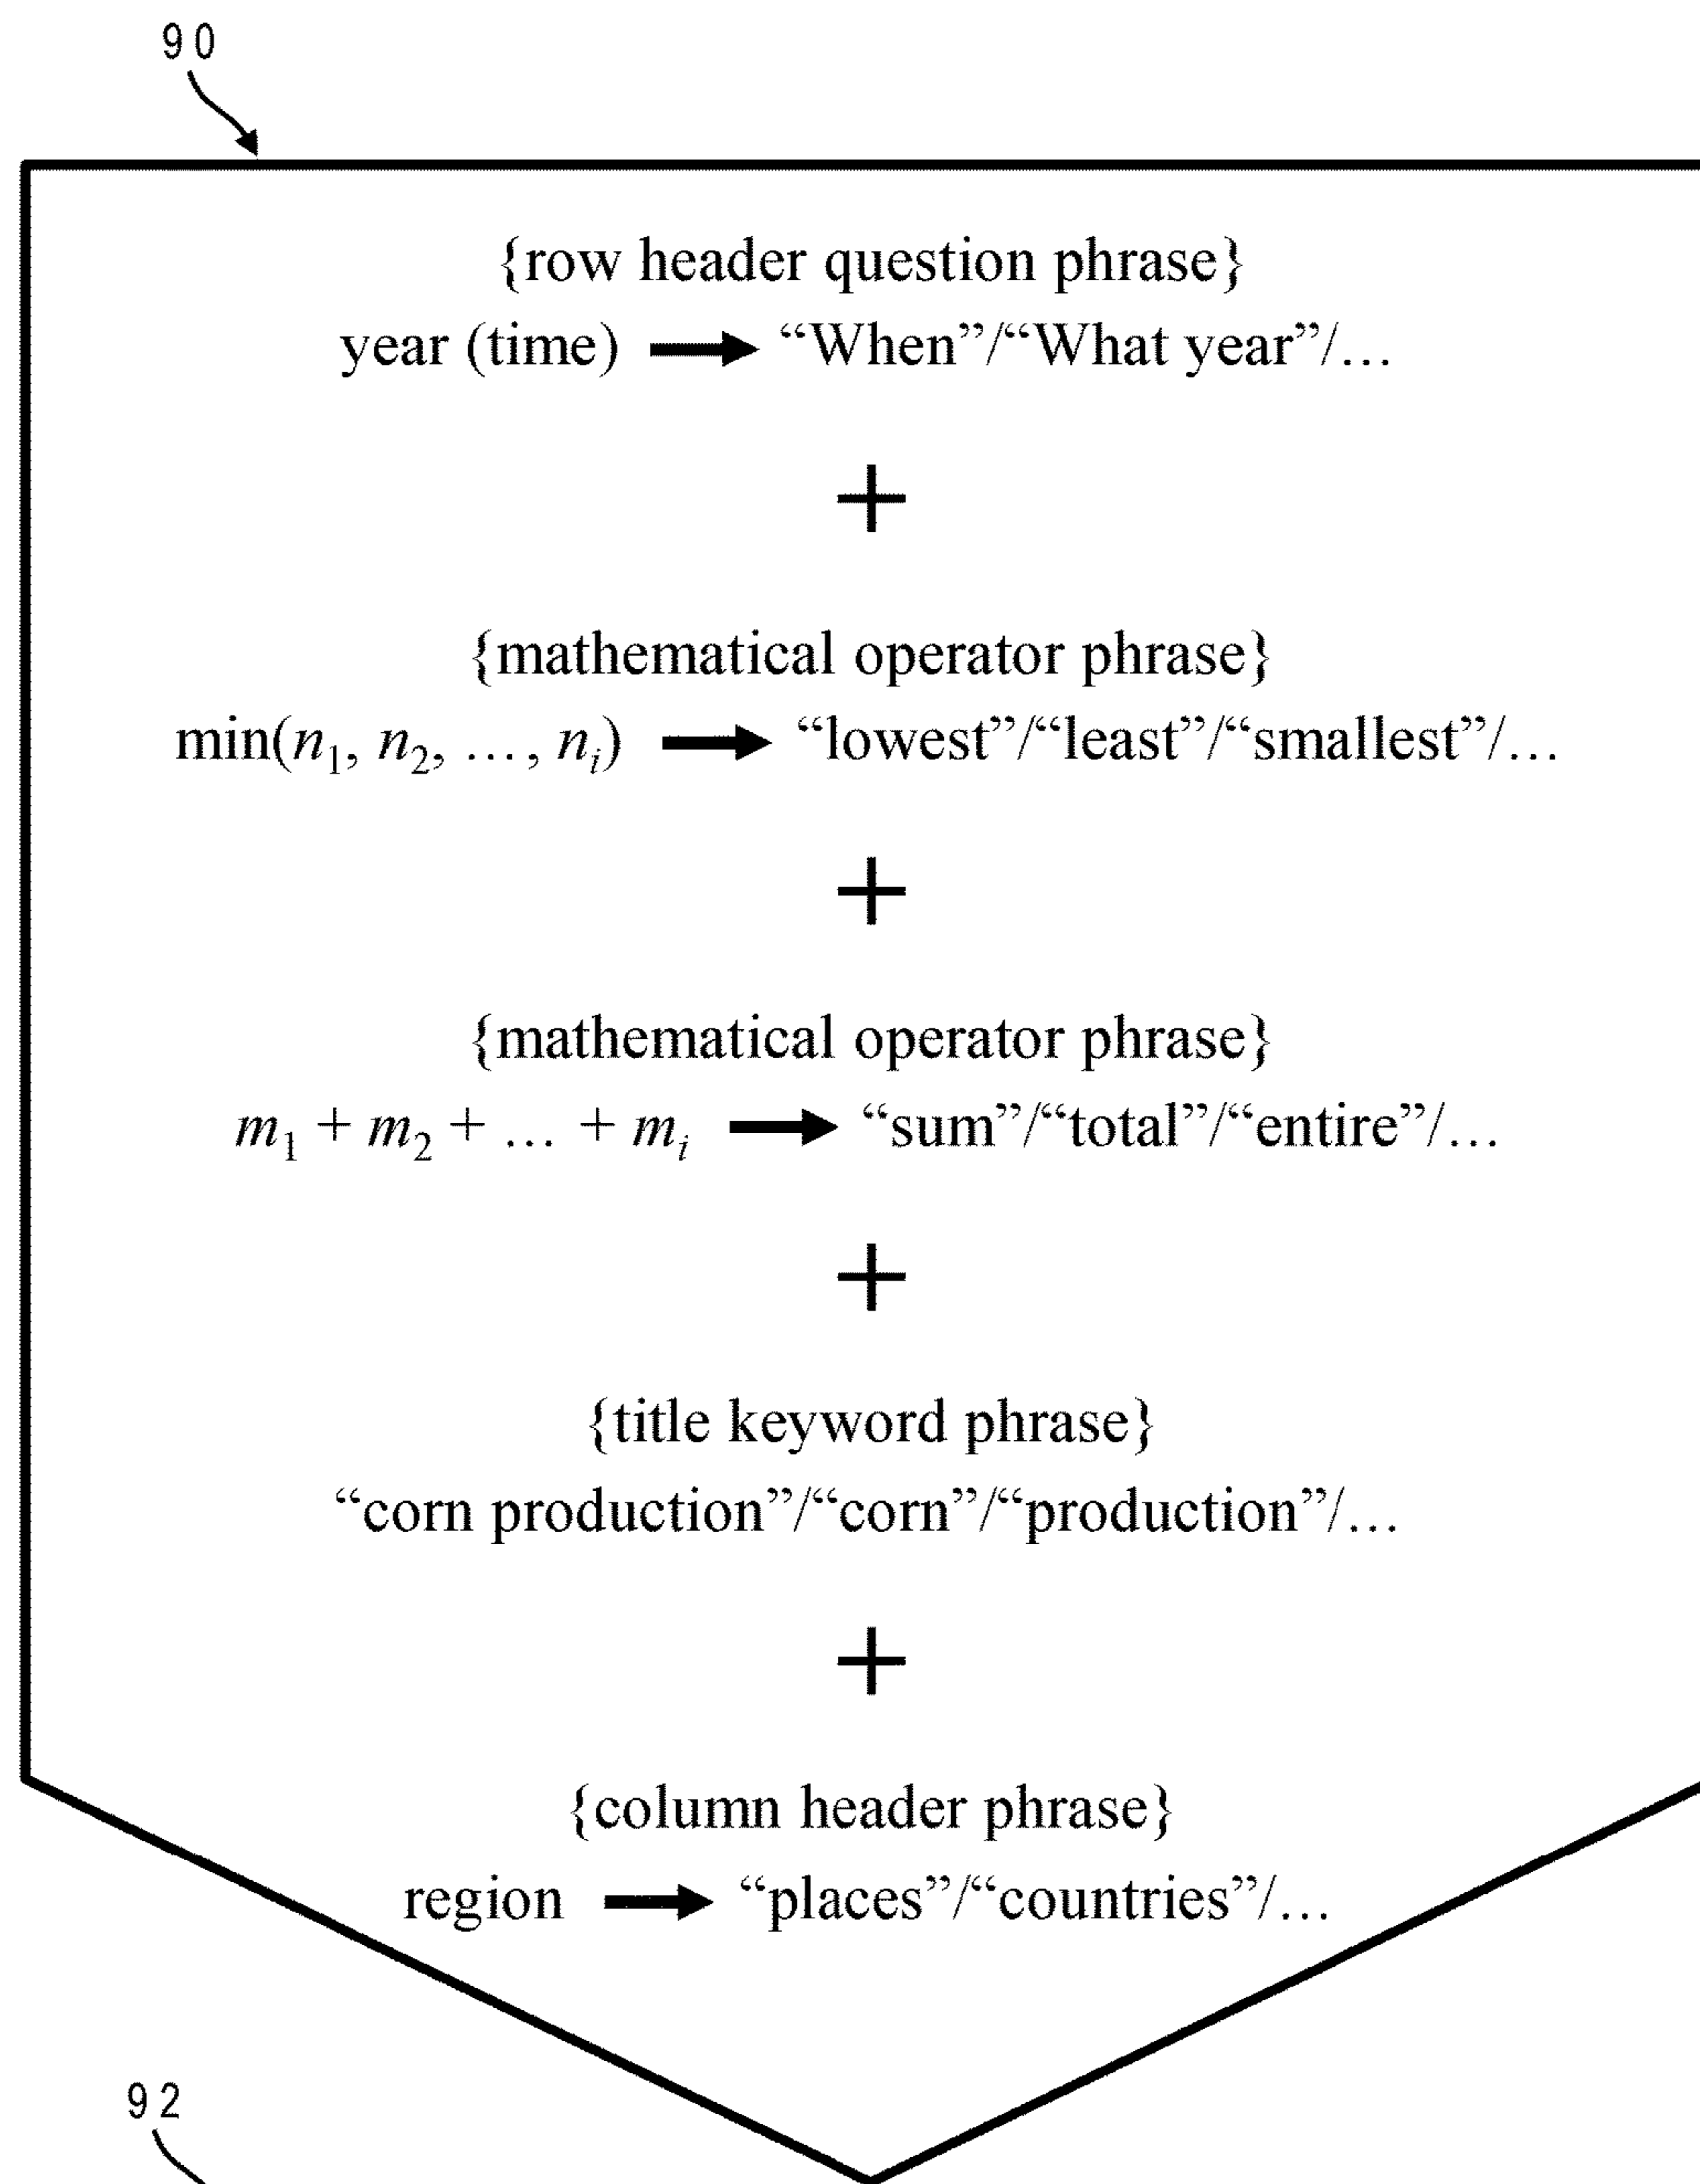 90
{row header question phrase}
year (time) → “When”/“What year”/…
+
{mathematical operator phrase}
min(n₁, n₂, …, nᵢ) → “lowest”/“least”/“smallest”/…
+
{mathematical operator phrase}
m₁ + m₂ + … + mᵢ → “sum”/“total”/“entire”/…
+
{title keyword phrase}
“corn production”/“corn”/“production”/…
+
{column header phrase}
region → “places”/“countries”/…
92